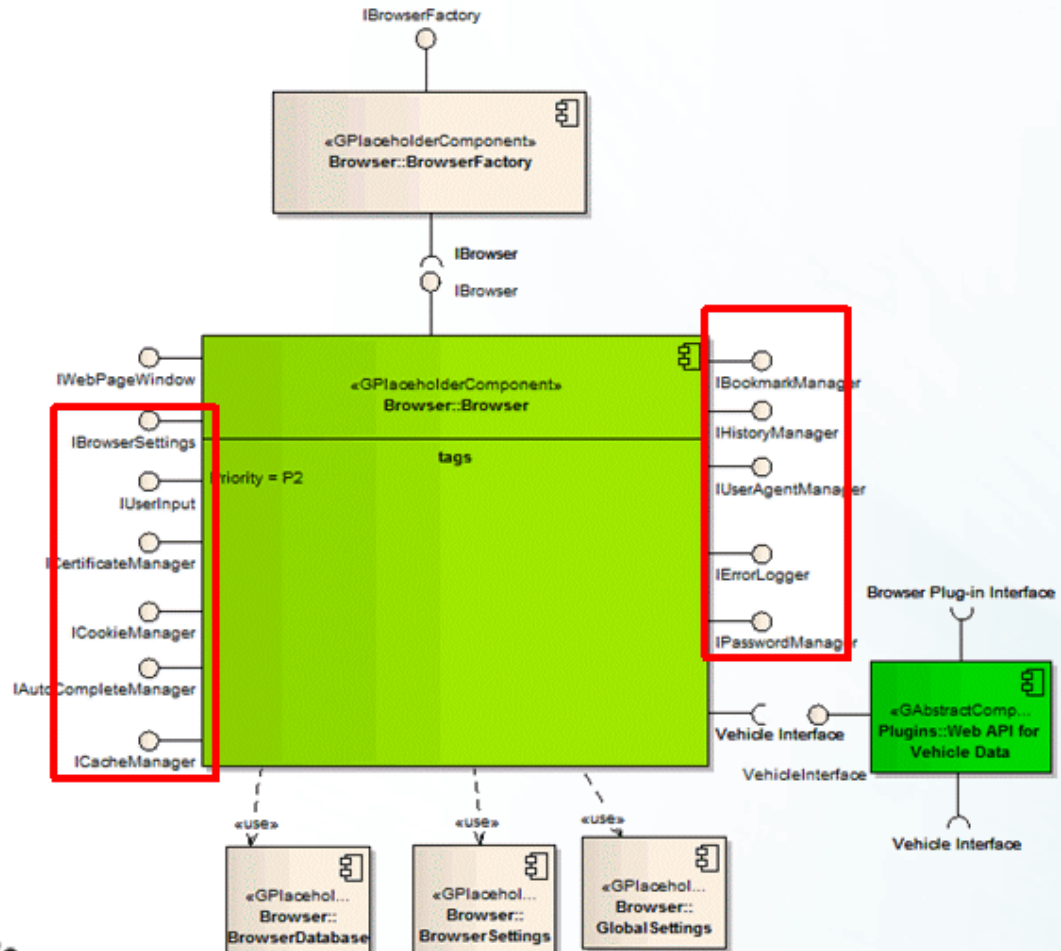 IBrowserFactory
«GPlaceholderComponent»
Browser::BrowserFactory
IBrowser
IBrowser
IWebPageWindow
IBrowserSettings
IUserInput
ICertificateManager
ICookieManager
IAutoCompleteManager
ICacheManager
«GPlaceholderComponent»
Browser::Browser
tags
Priority = P2
IBookmarkManager
IHistoryManager
IUserAgentManager
IErrorLogger
IPasswordManager
Vehicle Interface
VehicleInterface
Browser Plug-in Interface
«GAbstractComp...
Plugins::Web API for
Vehicle Data
Vehicle Interface
«use»
«use»
«use»
«GPlacehol...
Browser::
BrowserDatabase
«GPlacehol...
Browser::
BrowserSettings
«GPlacehol...
Browser::
GlobalSettings